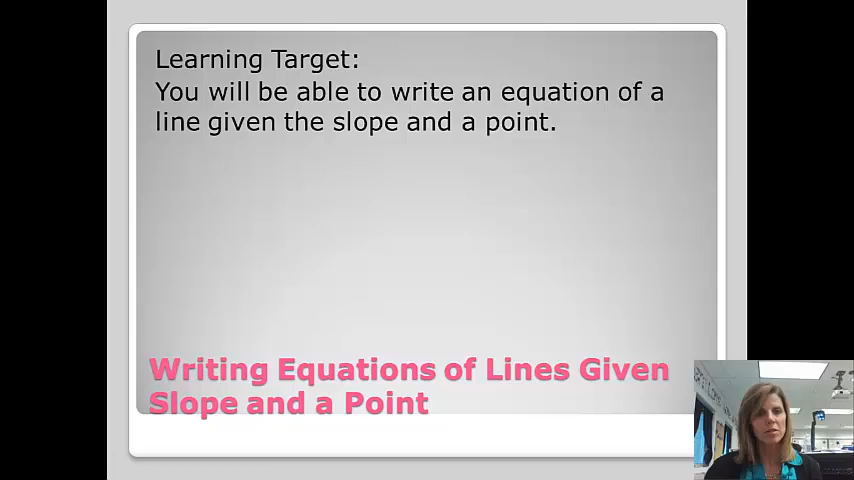 Learning Target:
You will be able to write an equation of a
line given the slope and a point.
Writing Equations of Lines Given
Slope and a Point